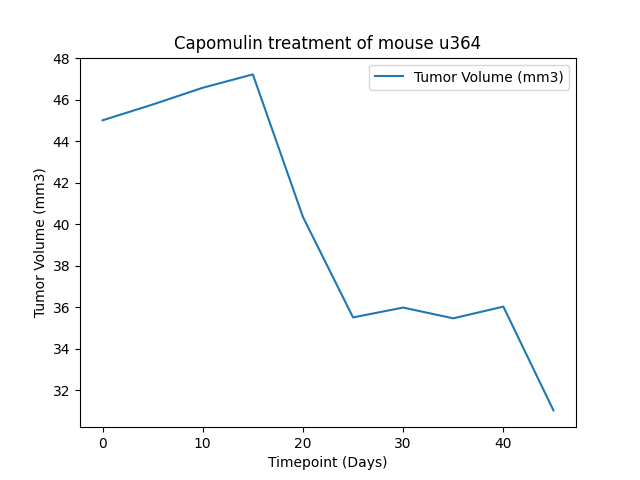 Capomulin treatment of mouse u364
Tumor Volume (mm3)
Tumor Volume (mm3)
48
46
44
42
40
38
36
34
32
0 10 20 30 40
Timepoint (Days)